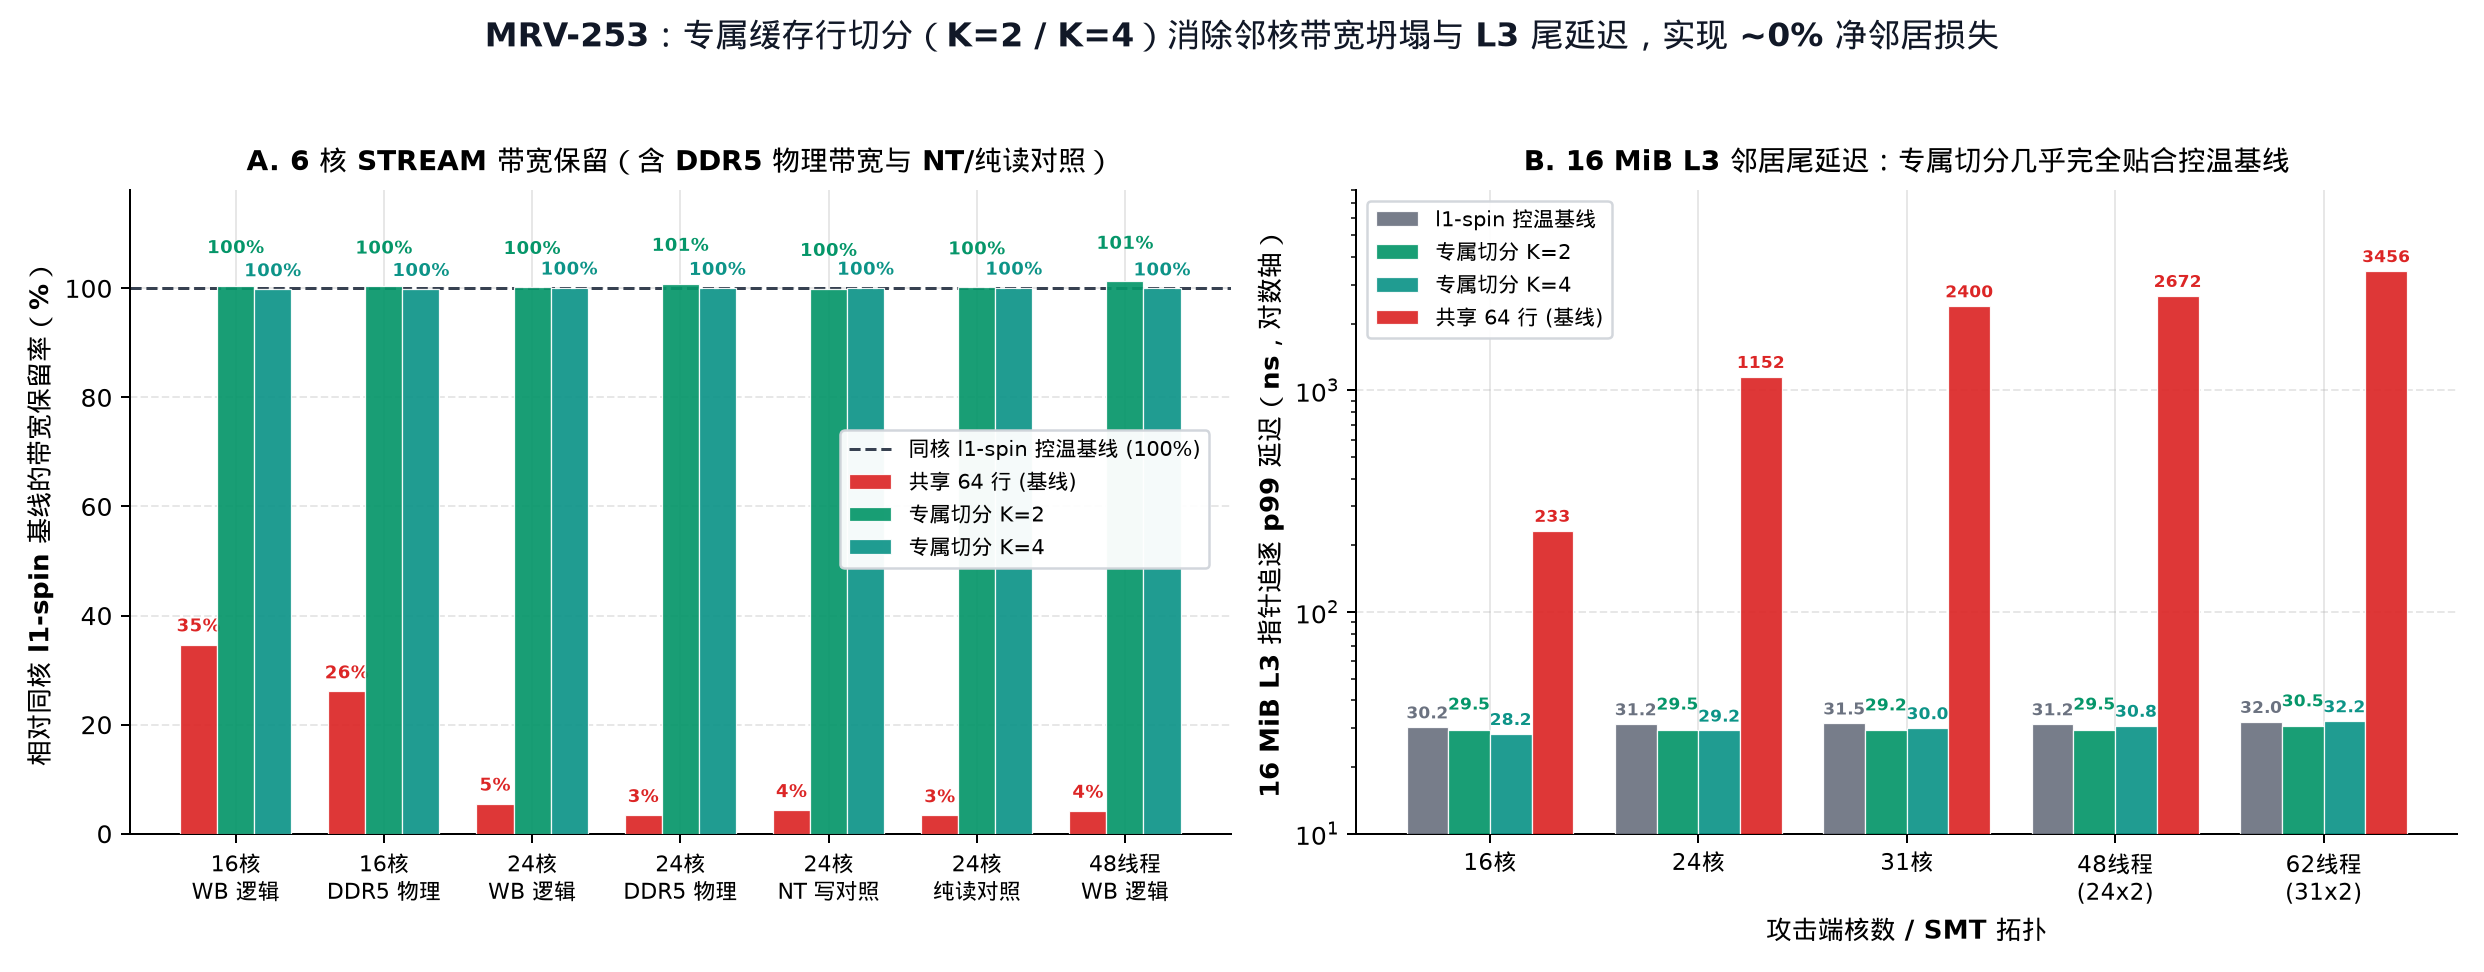 MRV-253：专属缓存行切分（K=2 / K=4）消除邻核带宽坍塌与 L3 尾延迟，实现 ~0% 净邻居损失
A. 6 核 STREAM 带宽保留（含 DDR5 物理带宽与 NT/纯读对照）
相对同核 l1-spin 基线的带宽保留率（%）
100
80
60
40
20
0
100%
100%
100%
100%
100%
100%
101%
100%
100%
100%
100%
100%
101%
100%
35%
26%
5%
3%
4%
3%
4%
同核 l1-spin 控温基线 (100%)
共享 64 行 (基线)
专属切分 K=2
专属切分 K=4
16核
WB 逻辑
16核
DDR5 物理
24核
WB 逻辑
24核
DDR5 物理
24核
NT 写对照
24核
纯读对照
48线程
WB 逻辑
B. 16 MiB L3 邻居尾延迟：专属切分几乎完全贴合控温基线
16 MiB L3 指针追逐 p99 延迟（ns，对数轴）
10³
10²
10¹
l1-spin 控温基线
专属切分 K=2
专属切分 K=4
共享 64 行 (基线)
30.2
29.5
28.2
233
31.2
29.5
29.2
1152
31.5
29.2
30.0
2400
31.2
29.5
30.8
2672
32.0
30.5
32.2
3456
16核
24核
31核
48线程
(24x2)
62线程
(31x2)
攻击端核数 / SMT 拓扑